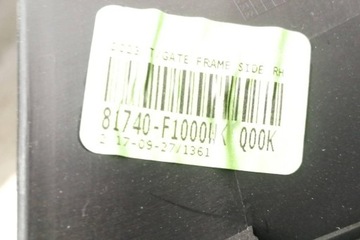 GATE FRAME SIDE RH
81740-F1000 Q00K
2 17-09-27/1361